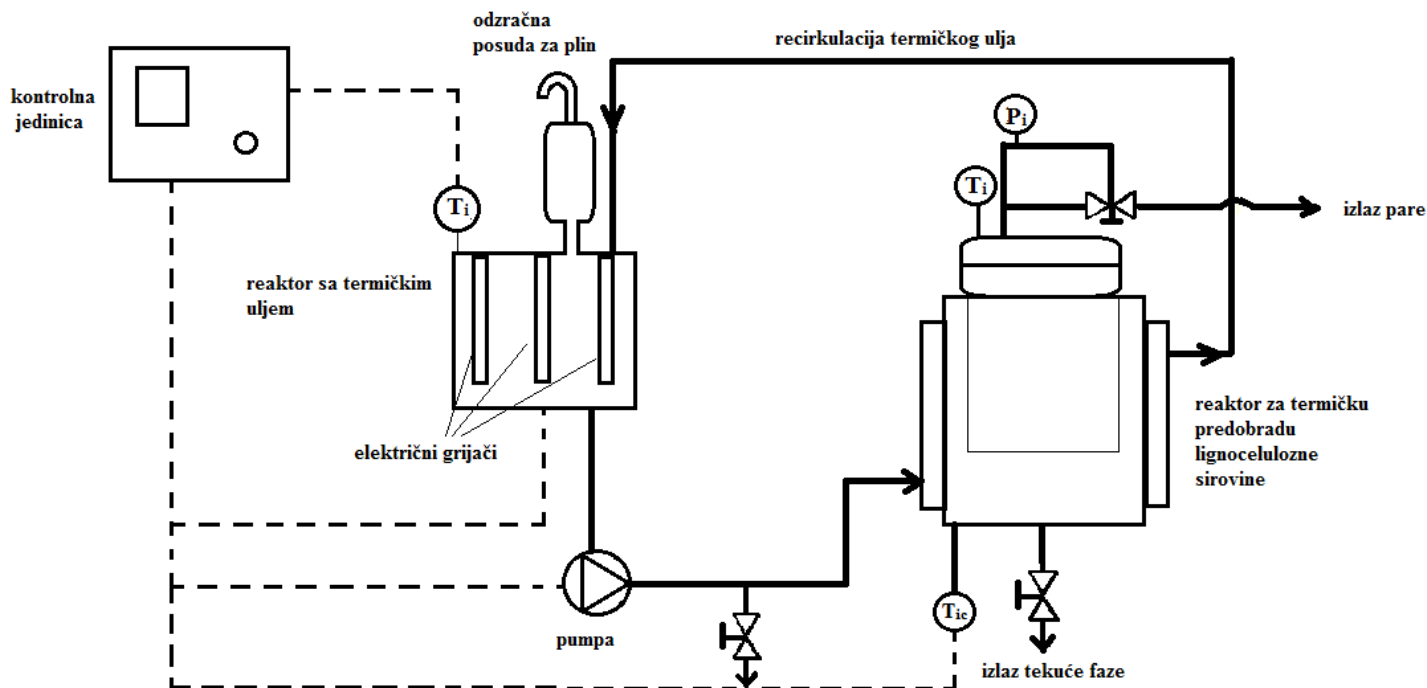 odzračna
posuda za plin
recirkulacija termičkog ulja
kontrolna
jedinica
Pi
Ti
Ti
izlaz pare
reaktor sa termičkim
uljem
električni grijači
reaktor za termičku
predobradu
lignocelulozne
sirovine
Tic
pumpa
izlaz tekuće faze